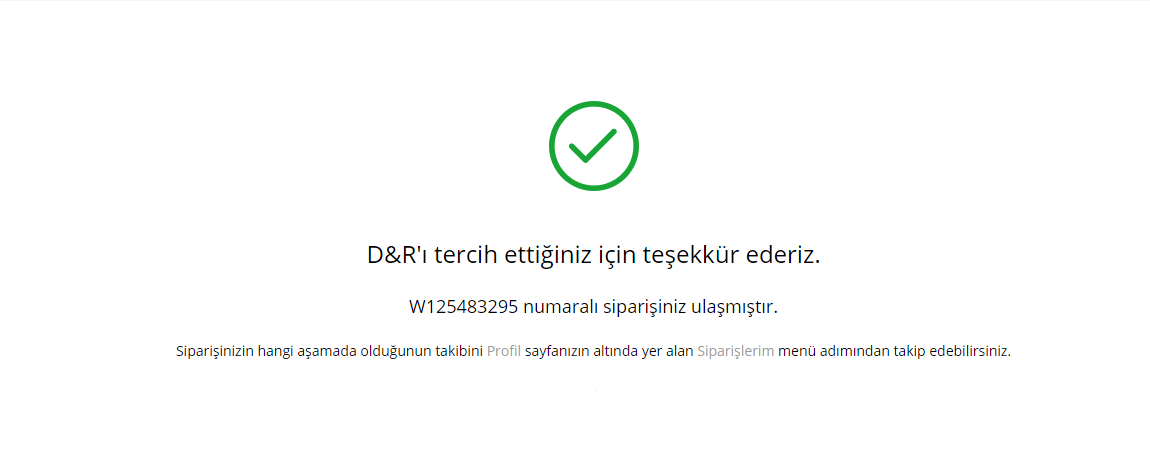 D&R'ı tercih ettiğiniz için teşekkür ederiz.
W125483295 numaralı siparişiniz ulaşmıştır.
Siparişinizin hangi aşamada olduğunun takibini Profil sayfanızın altında yer alan Siparişlerim menü adımından takip edebilirsiniz.